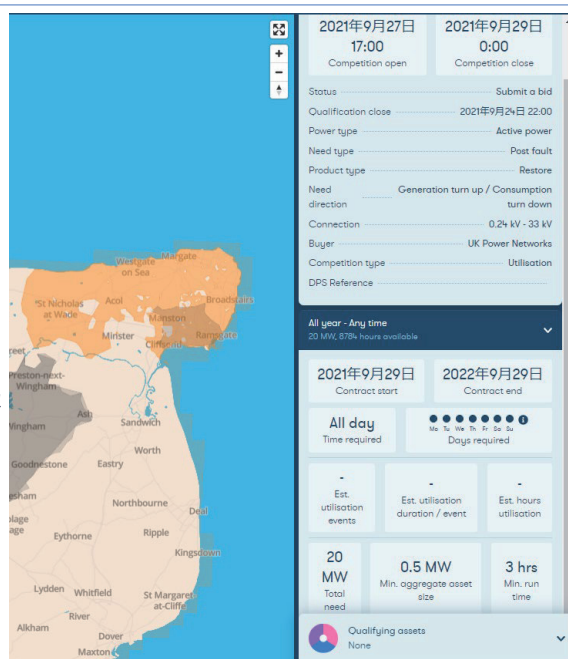 Westgate
on Sea
Margate
St Nicholas
at Wade
Acol
Broadstairs
Manston
Minister
Cliffsend
Ramsgate
Preston-next-
Wingham
Ash
Sandwich
Worth
Goodnestone
Eastry
Northbourne
Deal
Eythorne
Ripple
Kingsdown
Lydden
Whitfield
St Margarets
at-Cliffe
River
Alkham
Dover
Maxton
+
−
2021年9月27日
17:00
Competition open
2021年9月29日
0:00
Competition close
Status Submit a bid
Qualification close 2021年9月24日 22:00
Power type Active power
Need type Post fault
Product type Restore
Need
direction
Generation turn up / Consumption
turn down
Connection 0.24 kV - 33 kV
Buyer UK Power Networks
Competition type Utilisation
DPS Reference
All year - Any time
20 MW, 8784 hours available
2021年9月29日
Contract start
2022年9月29日
Contract end
All day
Time required
Mo Tu We Th Fr Sa Su
Days required
-
Est.
utilisation
events
-
Est. utilisation
duration / event
-
Est. hours
utilisation
20
MW
Total
need
0.5 MW
Min. aggregate asset
size
3 hrs
Min. run
time
Qualifying assets
None